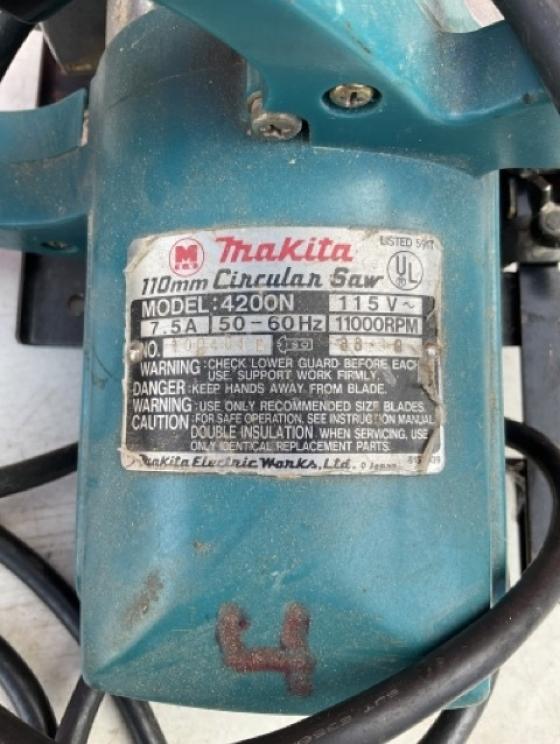 M
Makita
LISTED 59K7
110mm Circular Saw
UL
MODEL:4200N 115V~
7.5A 50-60Hz 11000RPM
NO.
WARNING :CHECK LOWER GUARD BEFORE EACH
USE. SUPPORT WORK FIRMLY.
DANGER :KEEP HANDS AWAY FROM BLADE.
WARNING :USE ONLY RECOMMENDED SIZE BLADES.
CAUTION :FOR SAFE OPERATION, SEE INSTRUCTION MANUAL
DOUBLE INSULATION WHEN SERVICING, USE
ONLY IDENTICAL REPLACEMENT PARTS.
Makita Electric Works, Ltd. Japan
4